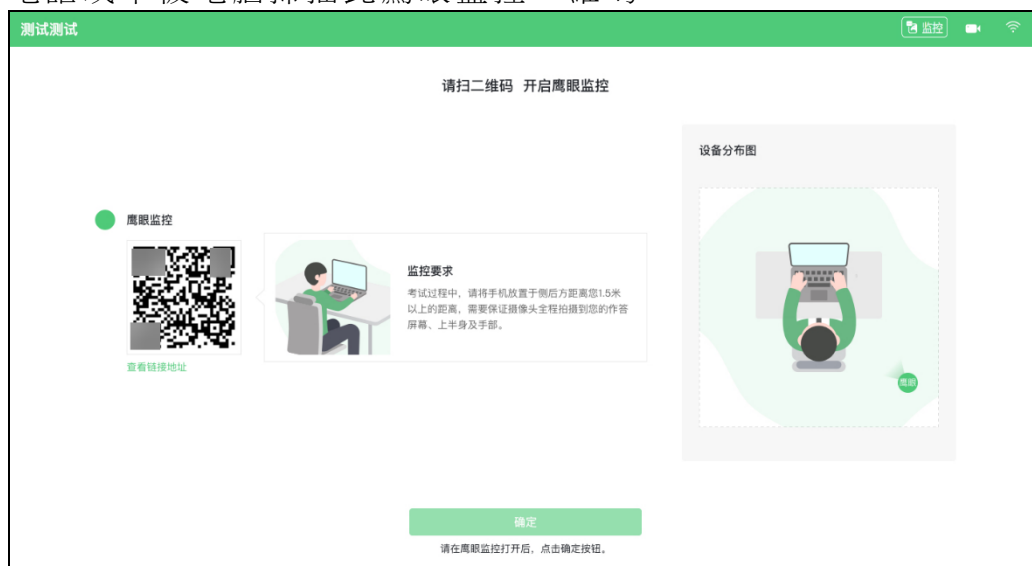 测试测试
监控
请扫二维码 开启鹰眼监控
设备分布图
鹰眼监控
监控要求
考试过程中，请将手机放置于侧后方距离您1.5米
以上的距离，需要保证摄像头全程拍摄到您的作答
屏幕、上半身及手部。
查看链接地址
鹰眼
确定
请在鹰眼监控打开后，点击确定按钮。